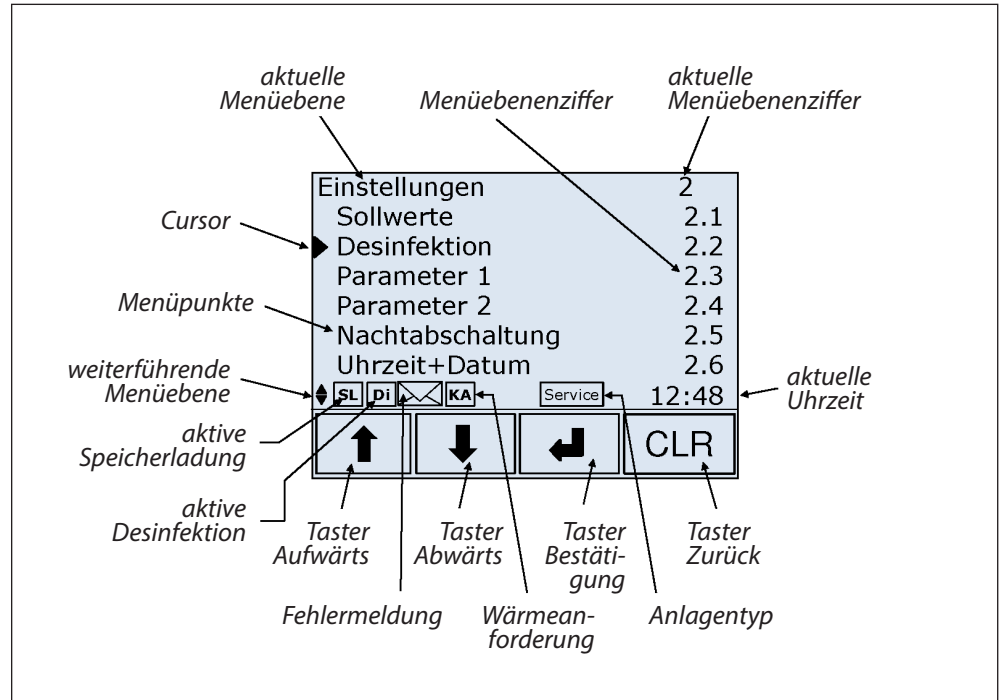 aktuelle
Menüebene
Menüebenenziffer
aktuelle
Menüebenenziffer
Einstellungen 2
Cursor
Sollwerte 2.1
Desinfektion 2.2
Parameter 1 2.3
Menüpunkte
Parameter 2 2.4
Nachtabschaltung 2.5
Uhrzeit+Datum 2.6
weiterführende
Menüebene
SL Di KA Service 12:48
aktuelle
Uhrzeit
aktive
Speicherladung
CLR
aktive
Desinfektion
Taster
Aufwärts
Taster
Abwärts
Taster
Bestäti-
gung
Taster
Zurück
Fehlermeldung
Wärmean-
forderung
Anlagentyp